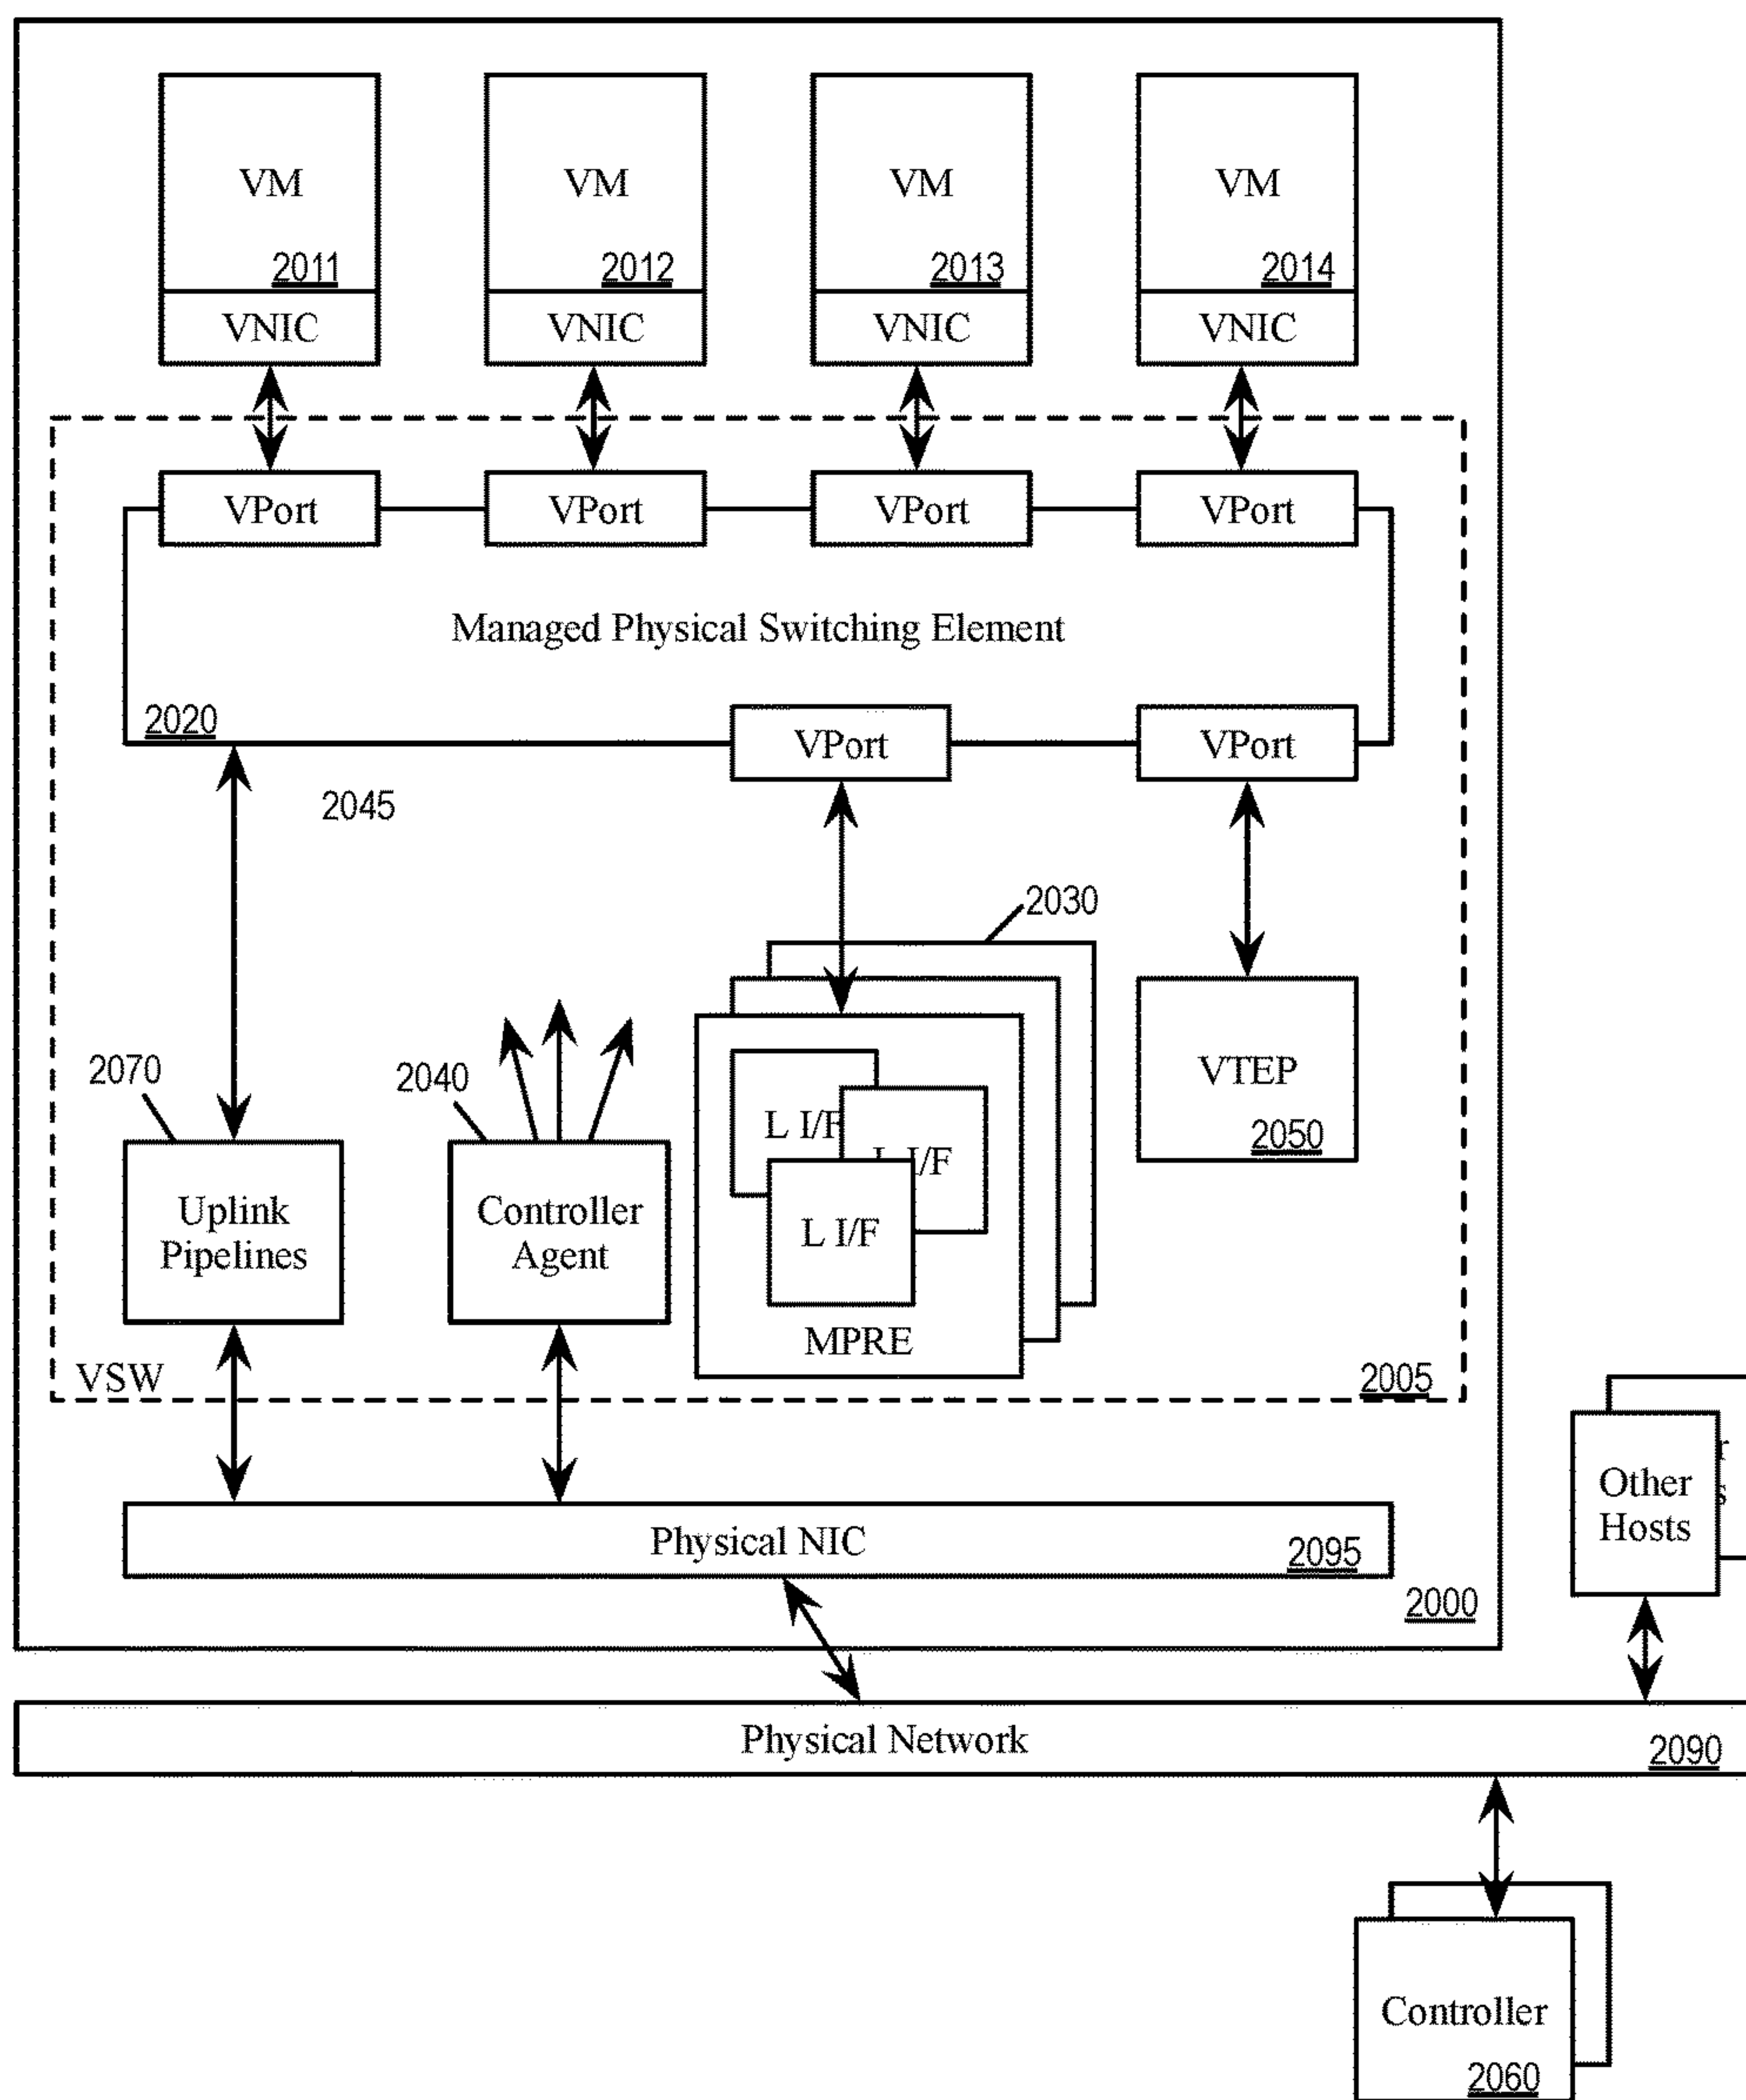 VM
VM
VM
VM
2011
2012
2013
2014
VNIC
VNIC
VNIC
VNIC
VPort
VPort
VPort
VPort
Managed Physical Switching Element
2020
VPort
VPort
2045
2030
2070
2040
VTEP
2050
L I/F
I/F
L I/F
Uplink
Pipelines
Controller
Agent
MPRE
VSW
2005
Other
Hosts
r
s
Physical NIC
2095
2000
Physical Network
2090
Controller
2060